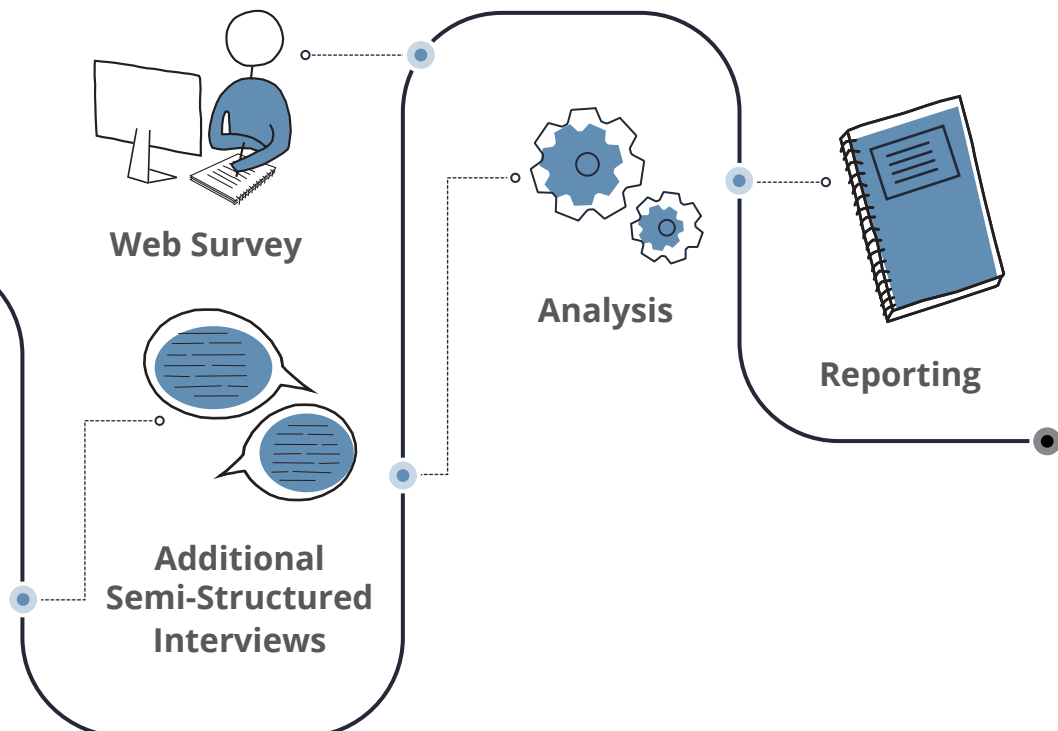 Web Survey
Additional
Semi-Structured
Interviews
Analysis
Reporting